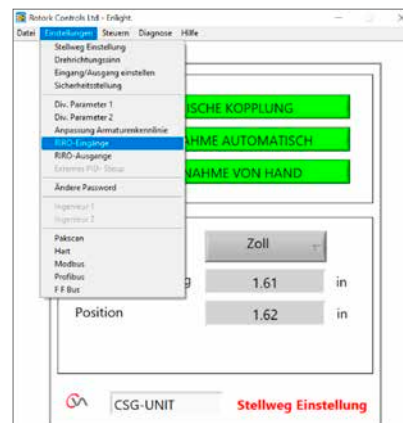 Rotork Controls Ltd - Enlight.
Datei Einstellungen Steuern Diagnose Hilfe
Stellweg Einstellung
Drehrichtungssinn
Eingang/Ausgang einstellen
Sicherheitsstellung
Div. Parameter 1
Div. Parameter 2
Anpassung Armaturenkennlinie
RIRO-Eingänge
RIRO-Ausgange
Externes PID- Setup
Ändere Password
Ingenieur 1
Ingenieur 2
Pakscan
Hart
Modbus
Profibus
F F Bus
ISCHE KOPPLUNG
AHME AUTOMATISCH
NAHME VON HAND
Zoll
g 1.61 in
Position 1.62 in
CSG-UNIT Stellweg Einstellung